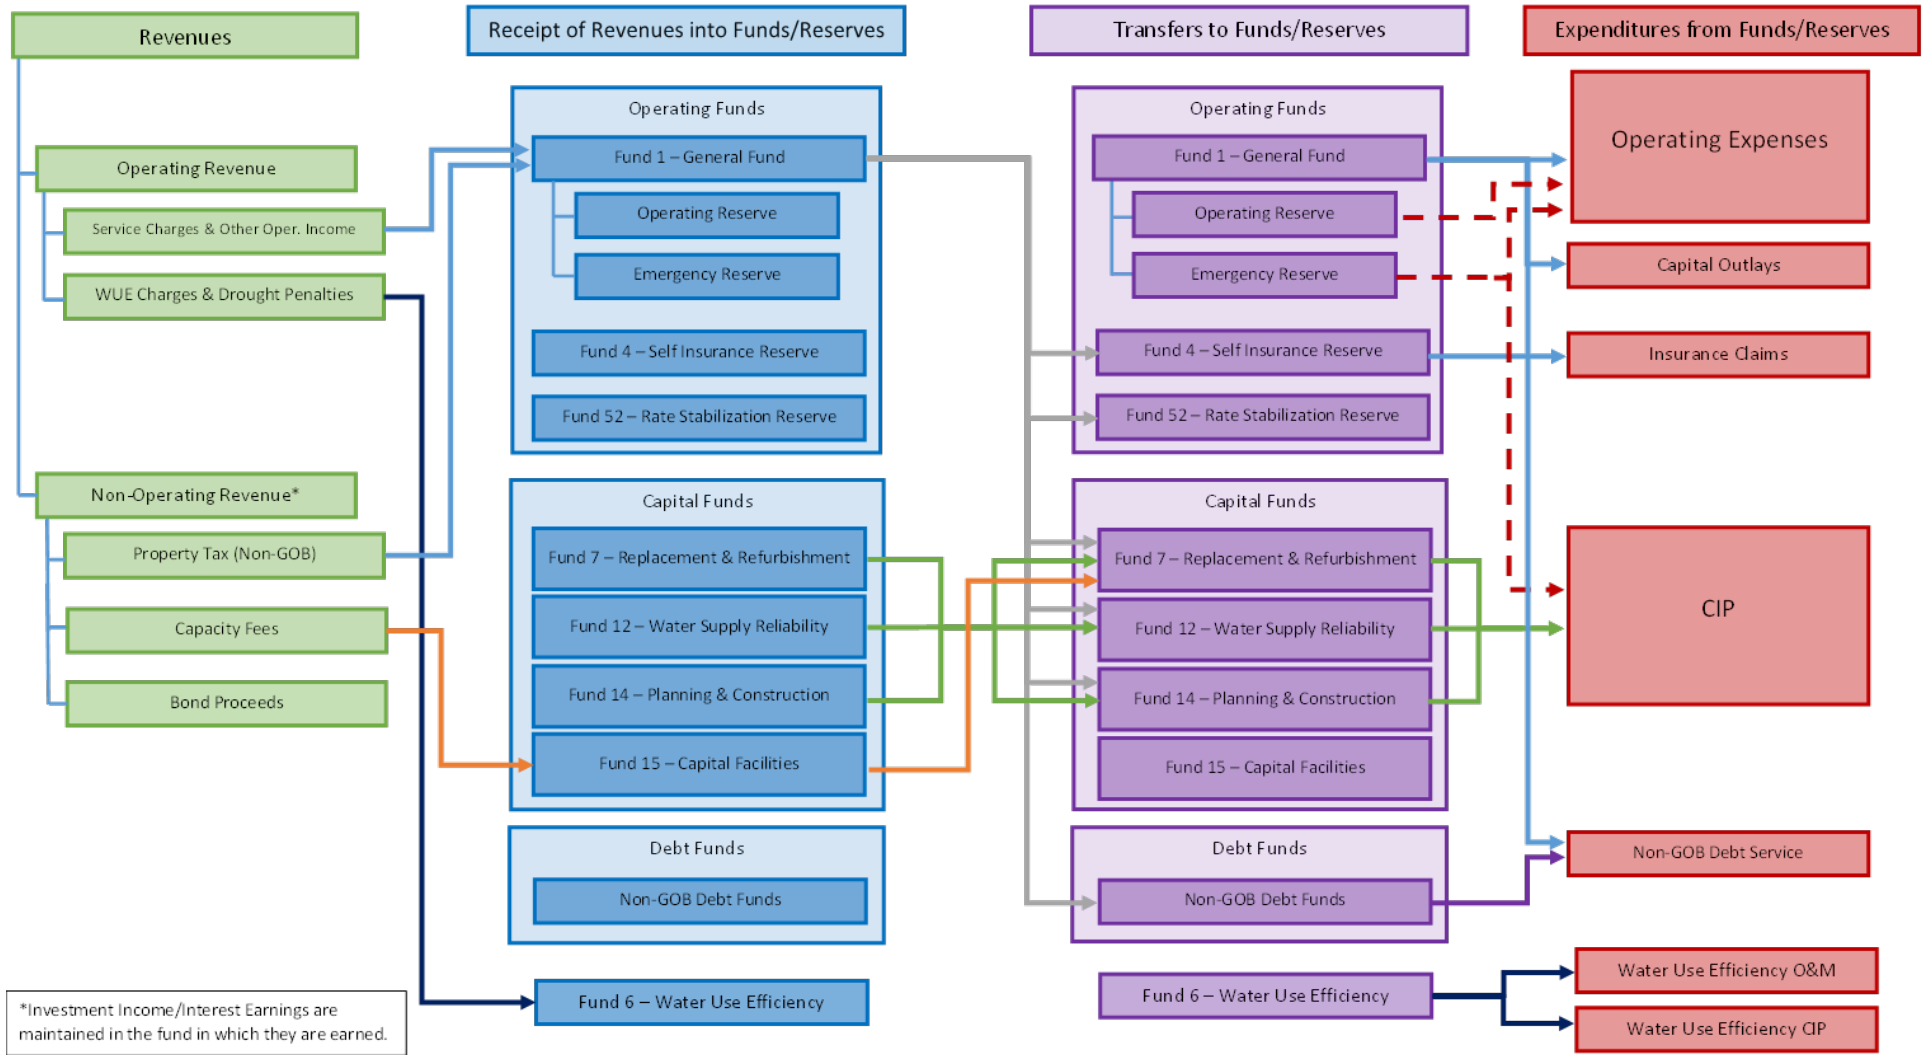 Revenues
Receipt of Revenues into Funds/Reserves
Transfers to Funds/Reserves
Expenditures from Funds/Reserves
Operating Revenue
Service Charges & Other Oper. Income
WUE Charges & Drought Penalties
Non-Operating Revenue*
Property Tax (Non-GOB)
Capacity Fees
Bond Proceeds
*Investment Income/Interest Earnings are
maintained in the fund in which they are earned.
Operating Funds
Fund 1 – General Fund
Operating Reserve
Emergency Reserve
Fund 4 – Self Insurance Reserve
Fund 52 – Rate Stabilization Reserve
Capital Funds
Fund 7 – Replacement & Refurbishment
Fund 12 – Water Supply Reliability
Fund 14 – Planning & Construction
Fund 15 – Capital Facilities
Debt Funds
Non-GOB Debt Funds
Fund 6 – Water Use Efficiency
Operating Funds
Fund 1 – General Fund
Operating Reserve
Emergency Reserve
Fund 4 – Self Insurance Reserve
Fund 52 – Rate Stabilization Reserve
Capital Funds
Fund 7 – Replacement & Refurbishment
Fund 12 – Water Supply Reliability
Fund 14 – Planning & Construction
Fund 15 – Capital Facilities
Debt Funds
Non-GOB Debt Funds
Fund 6 – Water Use Efficiency
Operating Expenses
Capital Outlays
Insurance Claims
CIP
Non-GOB Debt Service
Water Use Efficiency O&M
Water Use Efficiency CIP